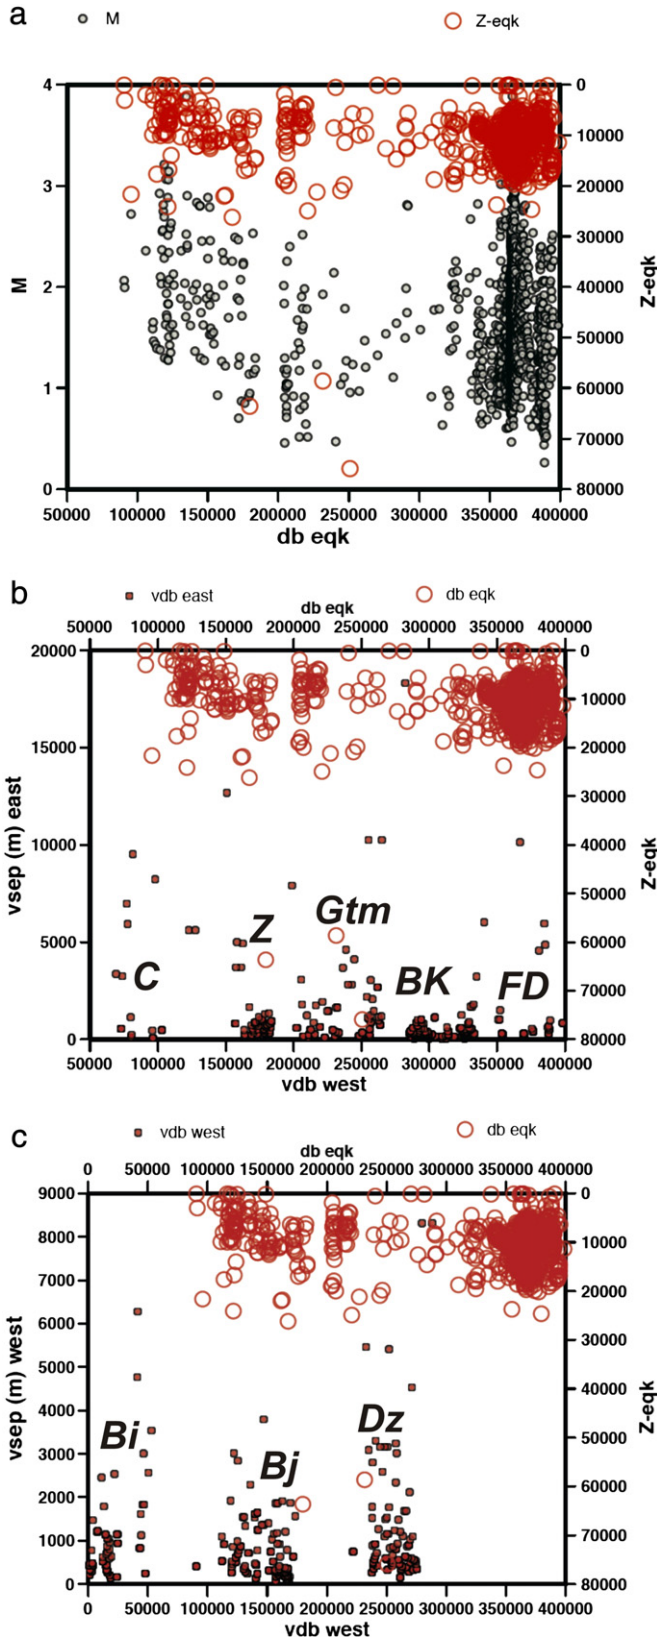 a
M
Z-eqk
4
3
2
1
0
M
0
10000
20000
30000
40000
50000
60000
70000
80000
Z-eqk
50000 100000 150000 200000 250000 300000 350000 400000
db eqk
b
vdb east
db eqk
db eqk
50000 100000 150000 200000 250000 300000 350000 400000
20000
15000
10000
5000
0
vsep (m) east
0
10000
20000
30000
40000
50000
60000
70000
80000
Z-eqk
C
Z
Gtm
BK
FD
50000 100000 150000 200000 250000 300000 350000 400000
vdb west
c
vdb west
db eqk
db eqk
0 50000 100000 150000 200000 250000 300000 350000 400000
9000
8000
7000
6000
5000
4000
3000
2000
1000
0
vsep (m) west
0
10000
20000
30000
40000
50000
60000
70000
80000
Z-eqk
Bi
Bj
Dz
0 50000 100000 150000 200000 250000 300000 350000 400000
vdb west